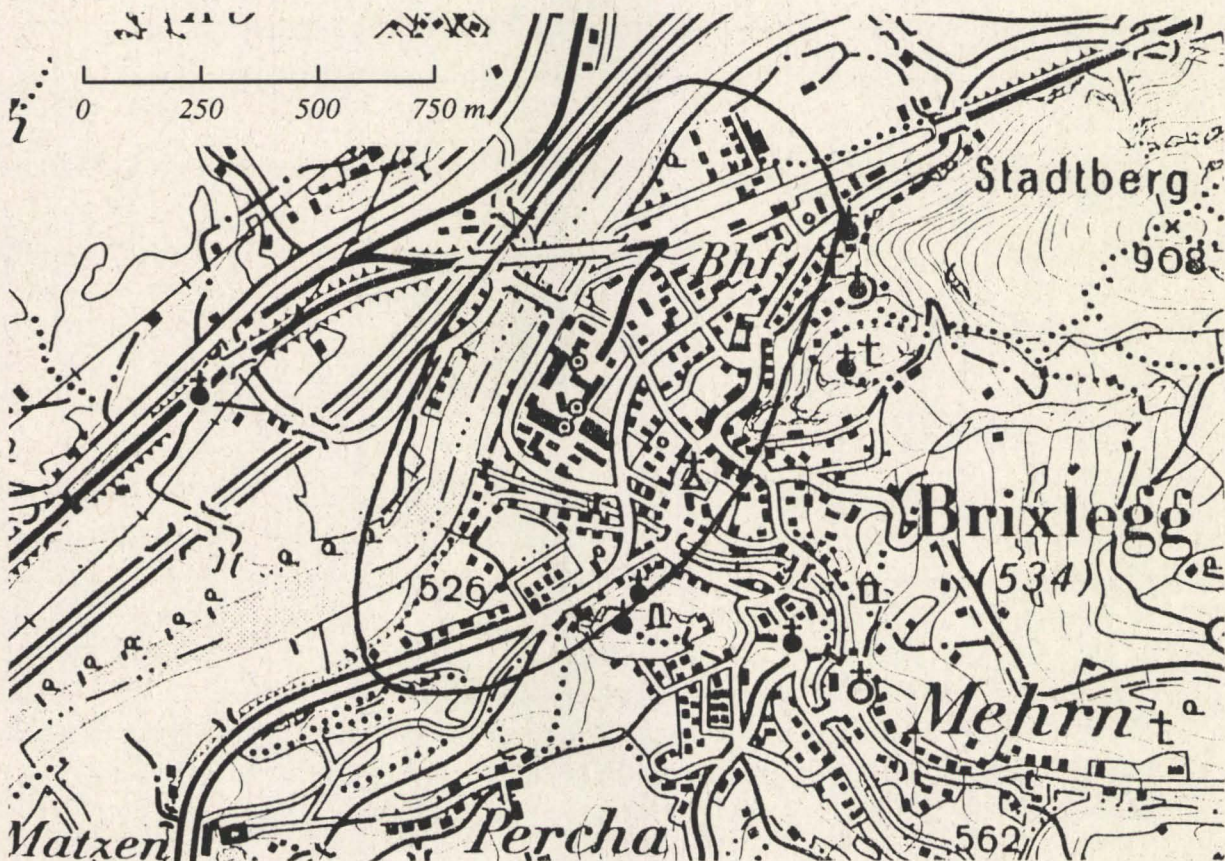 0 250 500 750 m
Stadtberg
908
Bhf
Brixlegg
(534)
526
Mehrn
Matzen
Percha
562